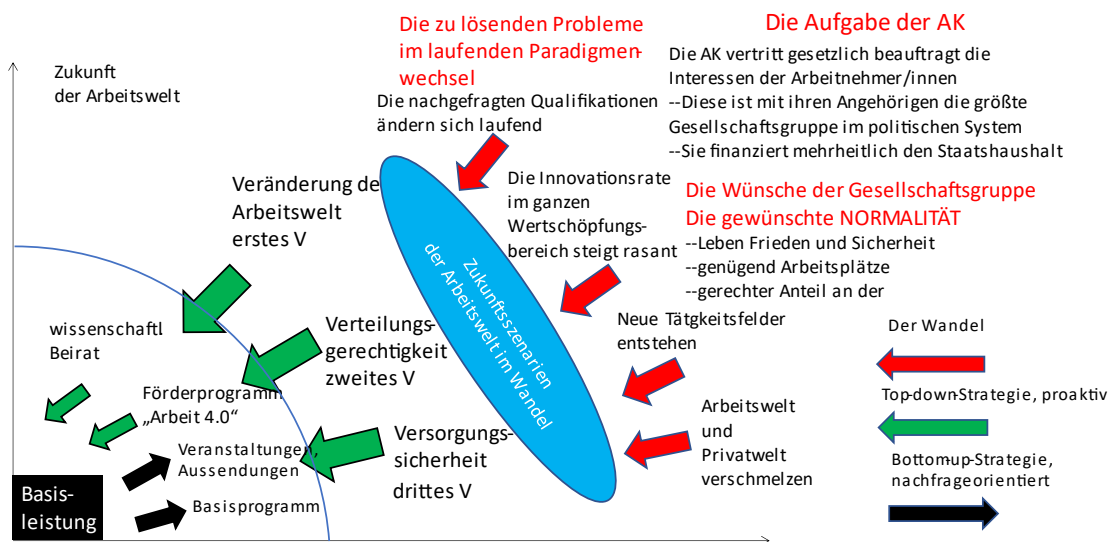 Zukunft
der Arbeitswelt
Die zu lösenden Probleme
im laufenden Paradigmen-
wechsel
Die nachgefragten Qualifikationen
ändern sich laufend
Die Aufgabe der AK
Die AK vertritt gesetzlich beauftragt die
Interessen der Arbeitnehmer/innen
--Diese ist mit ihren Angehörigen die größte
Gesellschaftsgruppe im politischen System
--Sie finanziert mehrheitlich den Staatshaushalt
Die Wünsche der Gesellschaftsgruppe
Die gewünschte NORMALITÄT
--Leben Frieden und Sicherheit
--genügend Arbeitsplätze
--gerechter Anteil an der
Veränderung der
Arbeitswelt
erstes V
Die Innovationsrate
im ganzen
Wertschöpfungs-
bereich steigt rasant
Zukunftsszenarien
der Arbeitswelt im Wandel
Verteilungs-
gerechtigkeit
zweites V
Neue Tätgkeitsfelder
entstehen
Versorgungs-
sicherheit
drittes V
Arbeitswelt
und
Privatwelt
verschmelzen
wissenschaftl.
Beirat
Förderprogramm
„Arbeit 4.0“
Veranstaltungen,
Aussendungen
Basisprogramm
Basis-
leistung
Der Wandel
Top-down-Strategie, proaktiv
Bottom-up-Strategie,
nachfrageorientiert